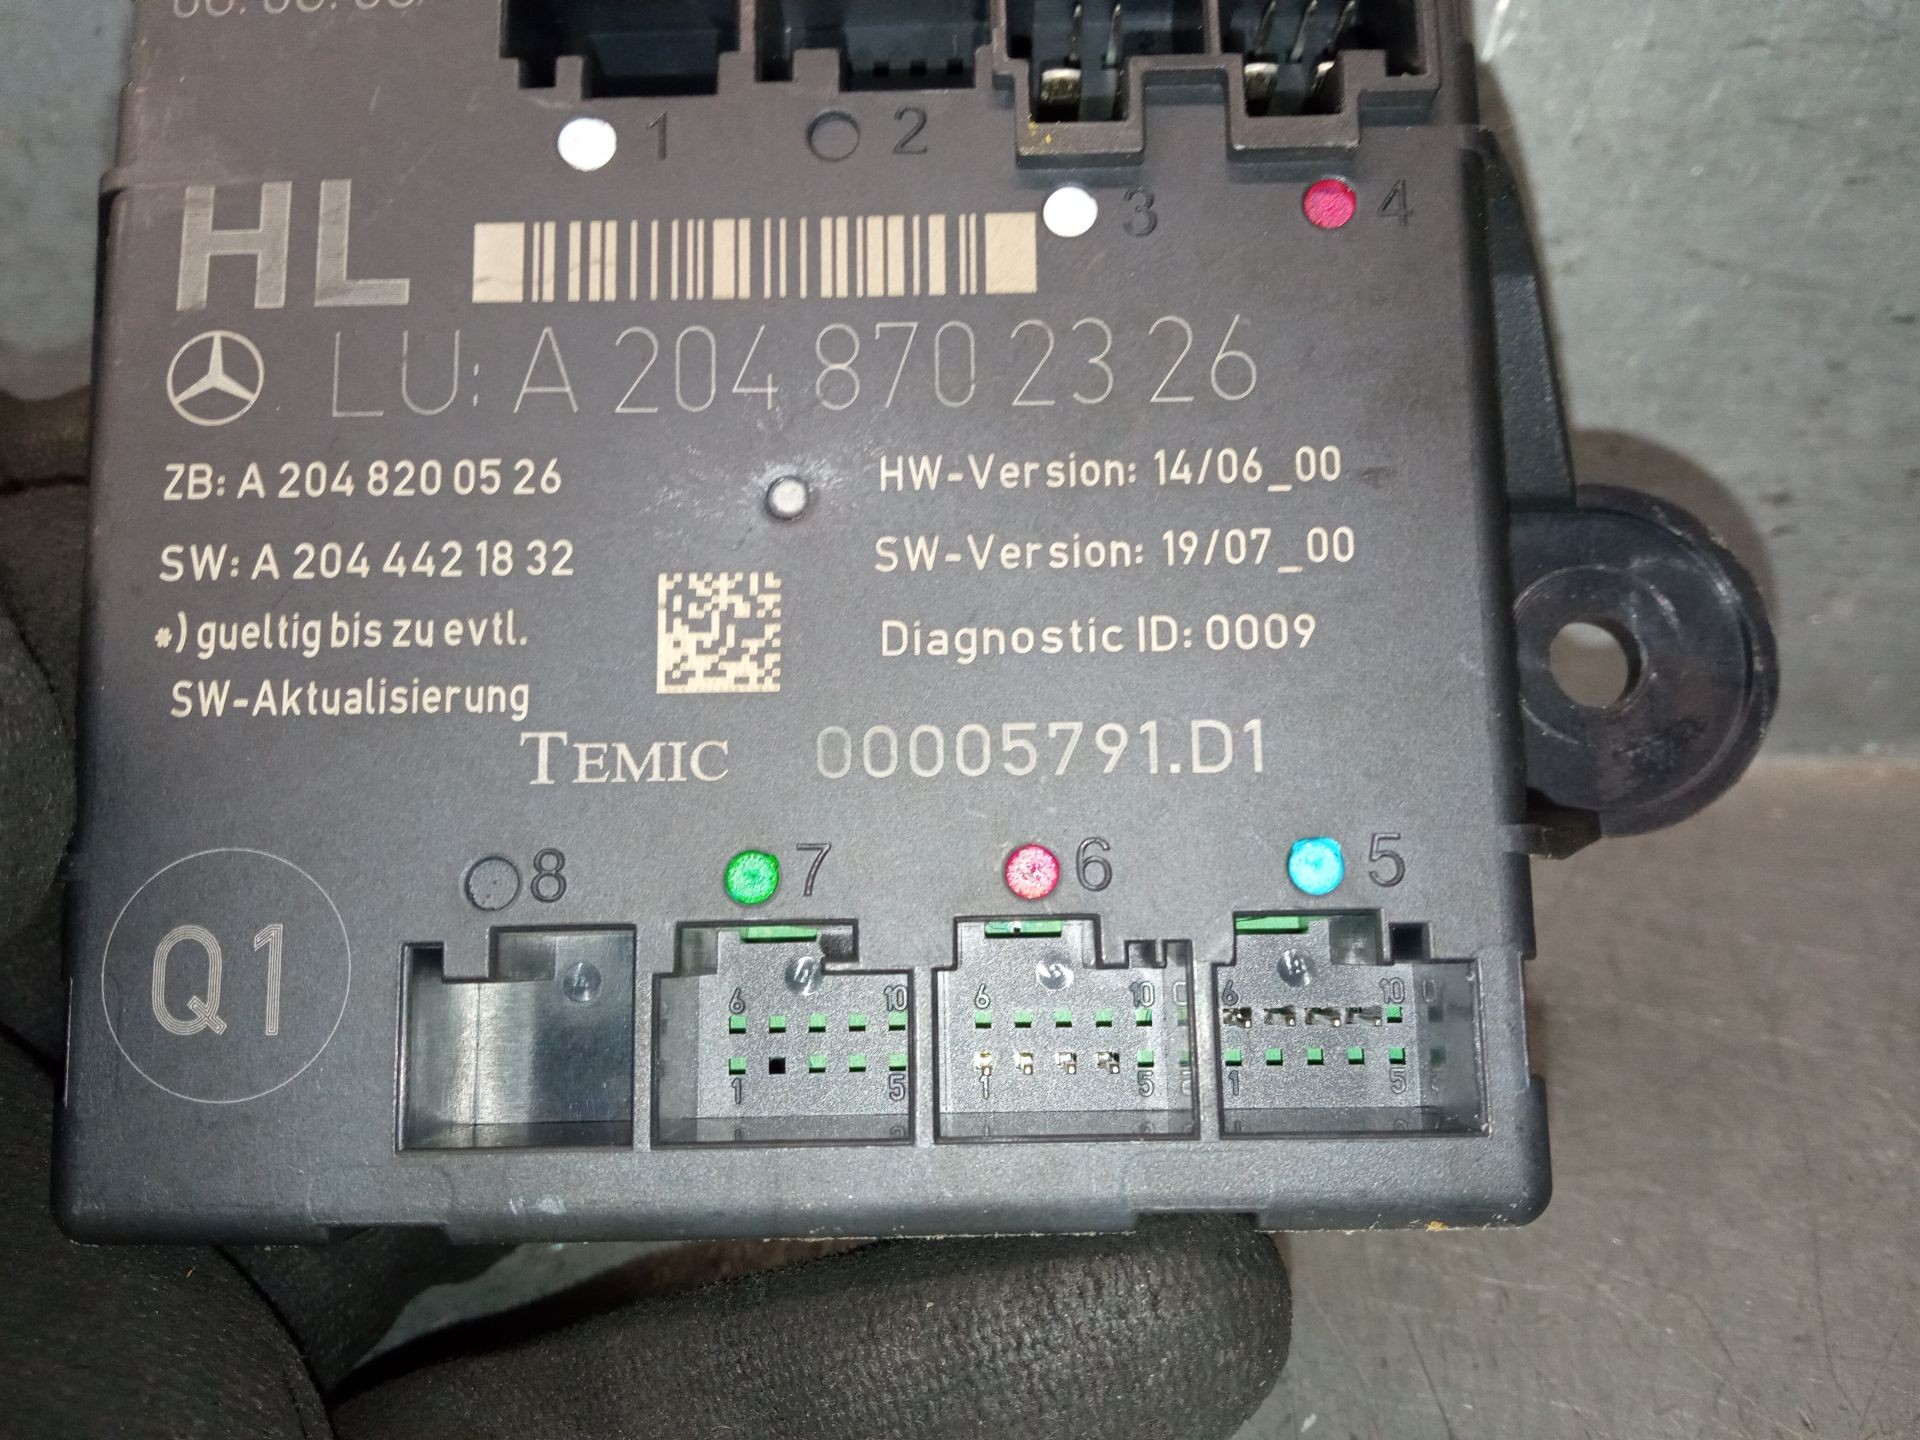 1 2
3 4
HL
LU: A 204 870 23 26
ZB: A 204 820 05 26
HW-Version: 14/06_00
SW: A 204 442 18 32
SW-Version: 19/07_00
*) gueltig bis zu evtl.
Diagnostic ID: 0009
SW-Aktualisierung
TEMIC 00005791.D1
8 7 6 5
Q1
6 10 6 10 6 10
1 5 1 5 1 5